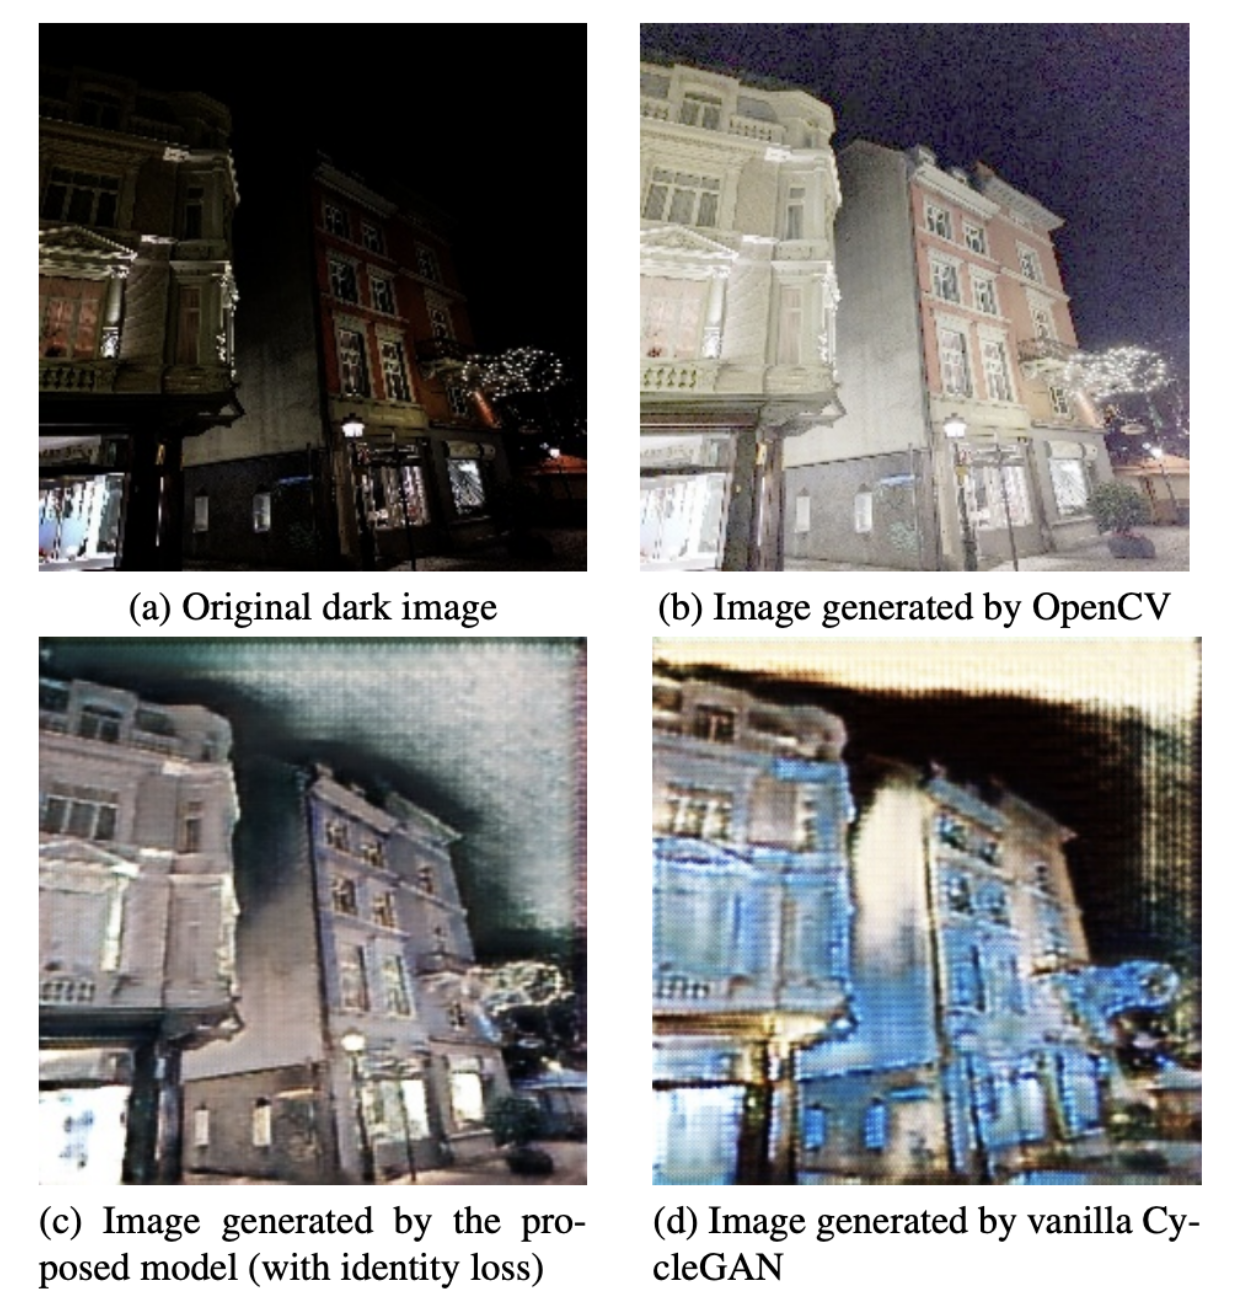 (a) Original dark image
(b) Image generated by OpenCV
(c) Image generated by the pro-
posed model (with identity loss)
(d) Image generated by vanilla Cy-
cleGAN